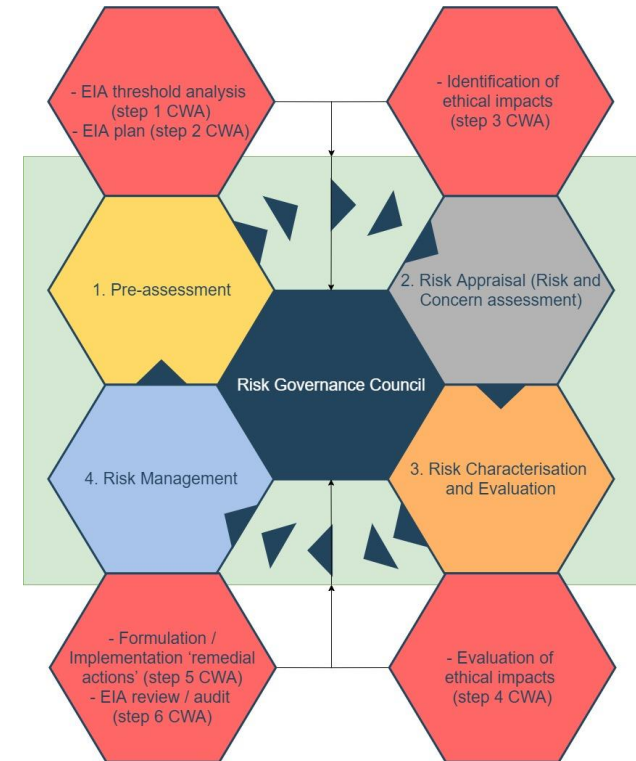 - EIA threshold analysis
(step 1 CWA)
- EIA plan (step 2 CWA)
- Identification of
ethical impacts
(step 3 CWA)
1. Pre-assessment
2. Risk Appraisal (Risk and
Concern assessment)
Risk Governance Council
4. Risk Management
3. Risk Characterisation
and Evaluation
- Formulation /
Implementation ‘remedial
actions’ (step 5 CWA)
- EIA review / audit
(step 6 CWA)
- Evaluation of
ethical impacts
(step 4 CWA)